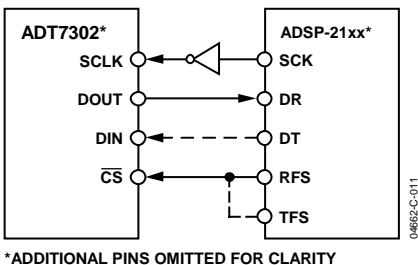 ADT7302*
ADSP-21xx*
SCLK
SCK
DOUT
DR
DIN
DT
CS
RFS
TFS
04662-C-011
*ADDITIONAL PINS OMITTED FOR CLARITY